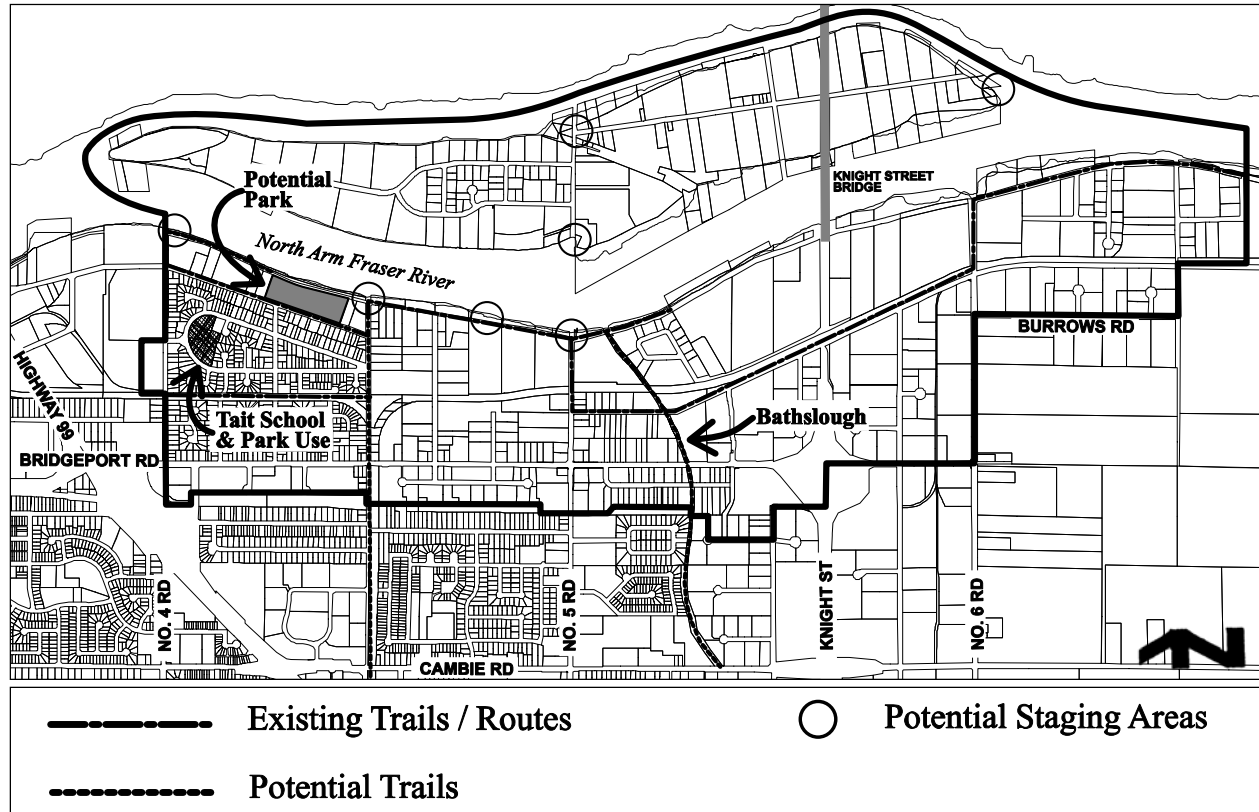 KNIGHT STREET
BRIDGE
Potential
Park
North Arm Fraser River
BURROWS RD
HIGHWAY 99
Tait School
& Park Use
Bathslough
BRIDGEPORT RD
NO. 4 RD
NO. 5 RD
KNIGHT ST
NO. 6 RD
CAMBIE RD
N
Existing Trails / Routes
Potential Staging Areas
Potential Trails